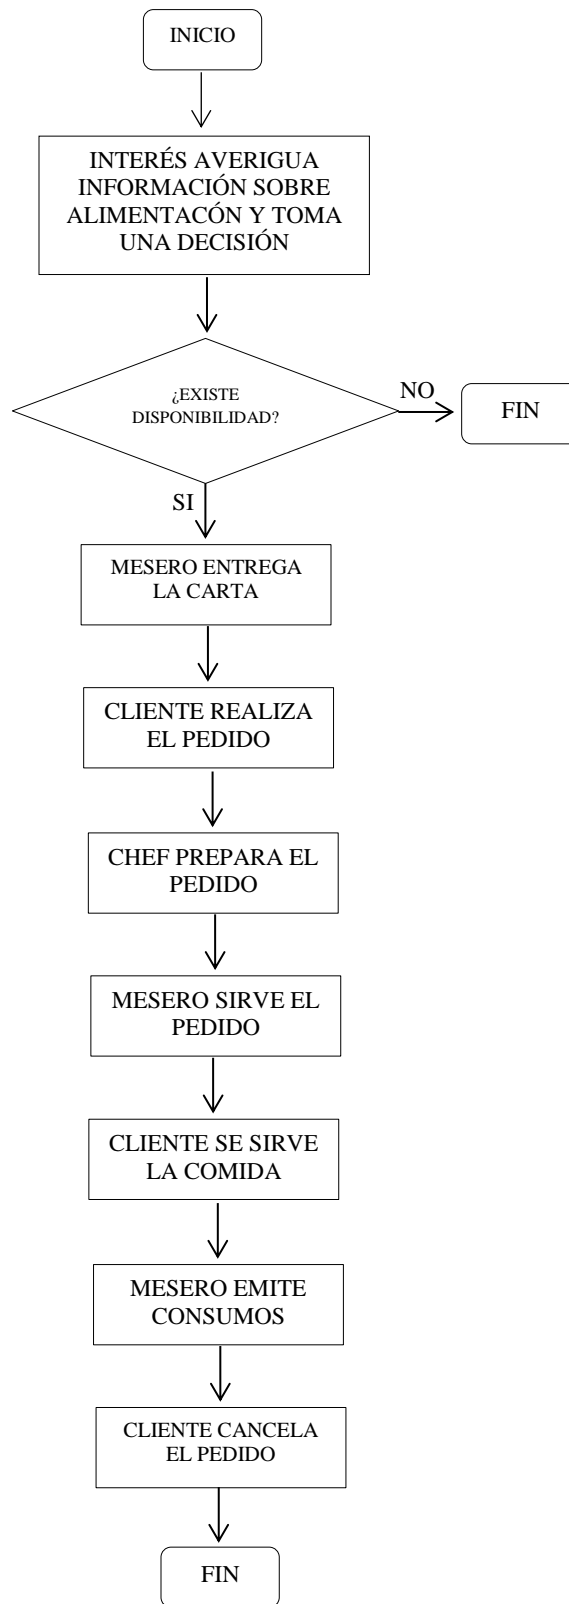 INICIO
INTERÉS AVERIGUA
INFORMACIÓN SOBRE
ALIMENTACÓN Y TOMA
UNA DECISIÓN
¿EXISTE
DISPONIBILIDAD?
NO
FIN
SI
MESERO ENTREGA
LA CARTA
CLIENTE REALIZA
EL PEDIDO
CHEF PREPARA EL
PEDIDO
MESERO SIRVE EL
PEDIDO
CLIENTE SE SIRVE
LA COMIDA
MESERO EMITE
CONSUMOS
CLIENTE CANCELA
EL PEDIDO
FIN